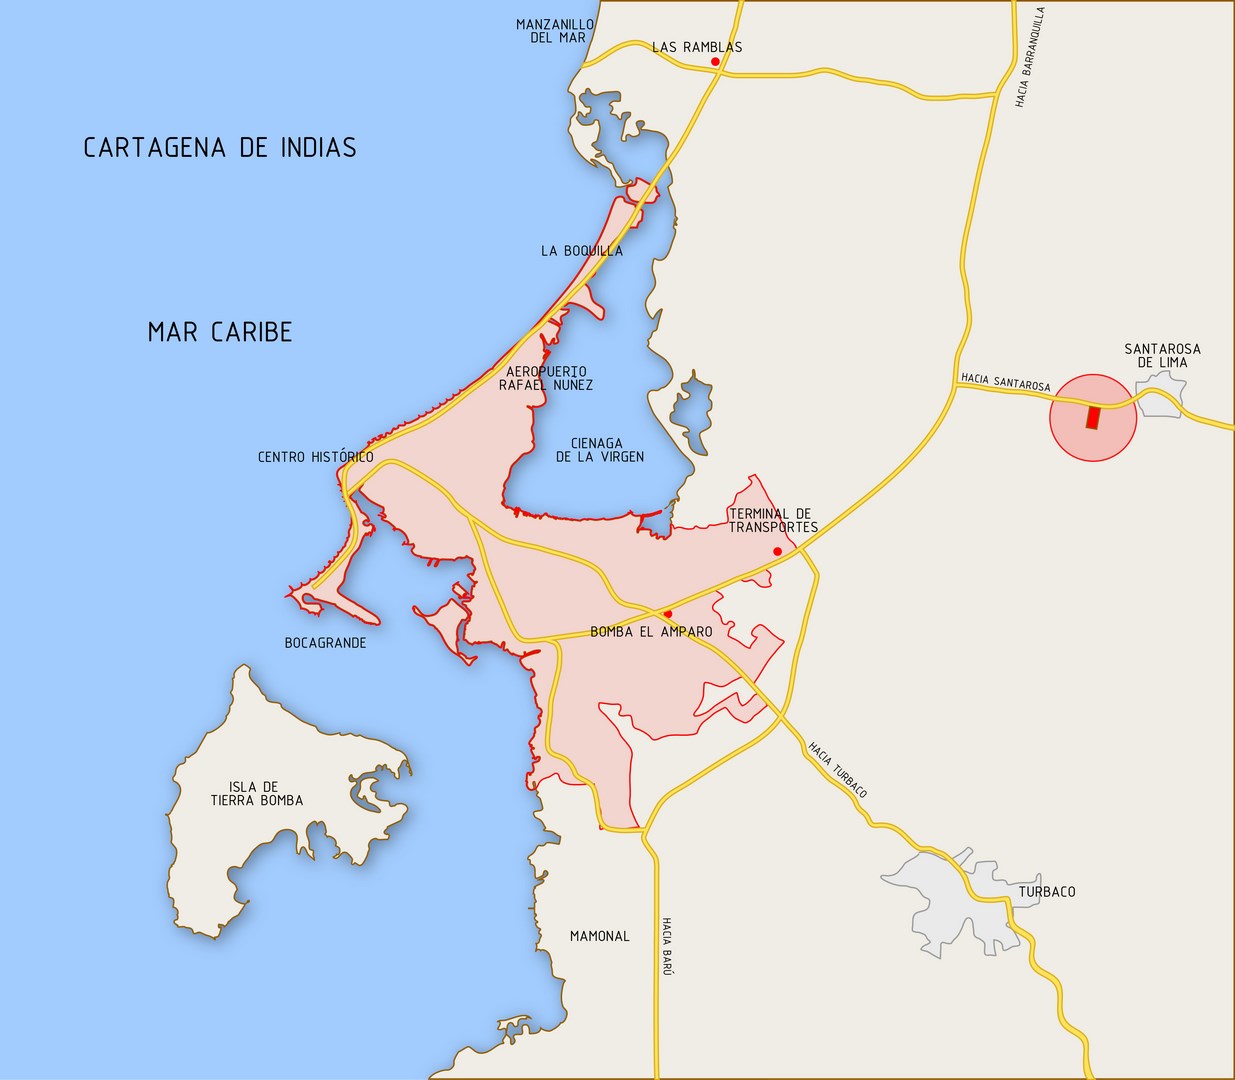 MANZANILLO
DEL MAR
LAS RAMBLAS
HACIA BARRANQUILLA
CARTAGENA DE INDIAS
LA BOQUILLA
MAR CARIBE
SANTAROSA
DE LIMA
HACIA SANTAROSA
AEROPUERTO
RAFAEL NUÑEZ
CIENAGA
DE LA VIRGEN
CENTRO HISTÓRICO
TERMINAL DE
TRANSPORTES
BOMBA EL AMPARO
BOCAGRANDE
HACIA TURBACO
ISLA DE
TIERRA BOMBA
TURBACO
MAMONAL
HACIA BARÚ